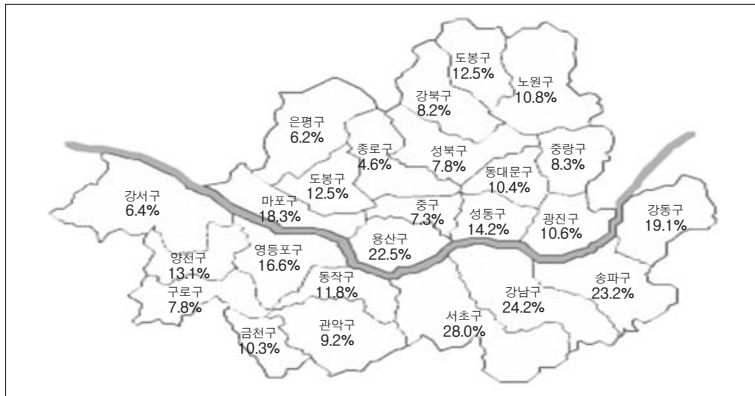 도봉구
12.5%
노원구
10.8%
강북구
8.2%
은평구
6.2%
종로구
4.6%
성북구
7.8%
중랑구
8.3%
동대문구
10.4%
도봉구
12.5%
강서구
6.4%
마포구
18.3%
중구
7.3%
성동구
14.2%
광진구
10.6%
강동구
19.1%
용산구
22.5%
양천구
13.1%
영등포구
16.6%
동작구
11.8%
송파구
23.2%
강남구
24.2%
구로구
7.8%
서초구
28.0%
관악구
9.2%
금천구
10.3%